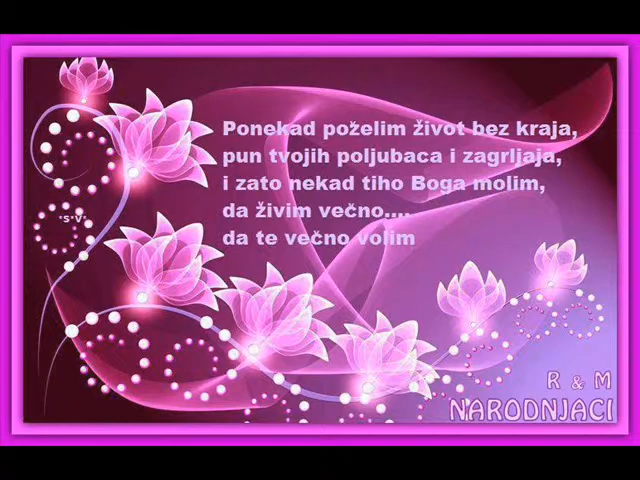 Ponekad poželim život bez kraja,
pun tvojih poljubaca i zagrljaja,
i zato nekad tiho Boga molim,
da živim večno....
da te večno volim
*S*V*
R & M
NARODNJACI